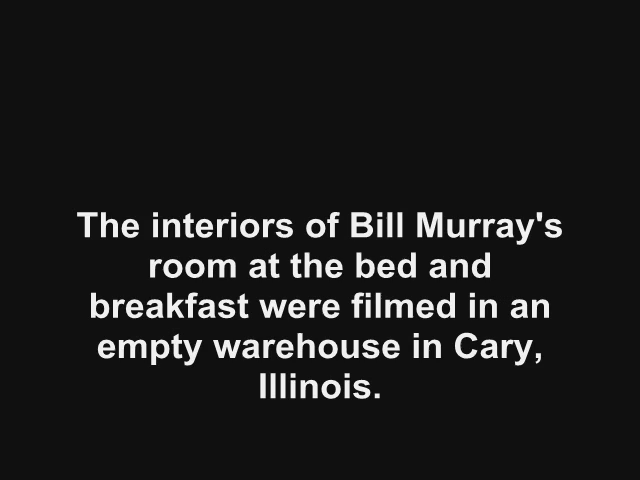 The interiors of Bill Murray's
room at the bed and
breakfast were filmed in an
empty warehouse in Cary,
Illinois.